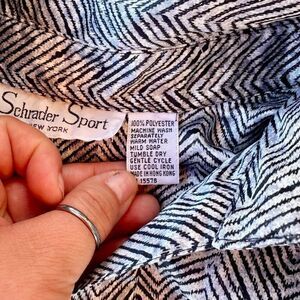 Schrader Sport
NEW YORK
100% POLYESTER
MACHINE WASH
SEPARATELY
WARM WATER
MILD SOAP
TUMBLE DRY
GENTLE CYCLE
USE COOL IRON
MADE IN HONG KONG
15578